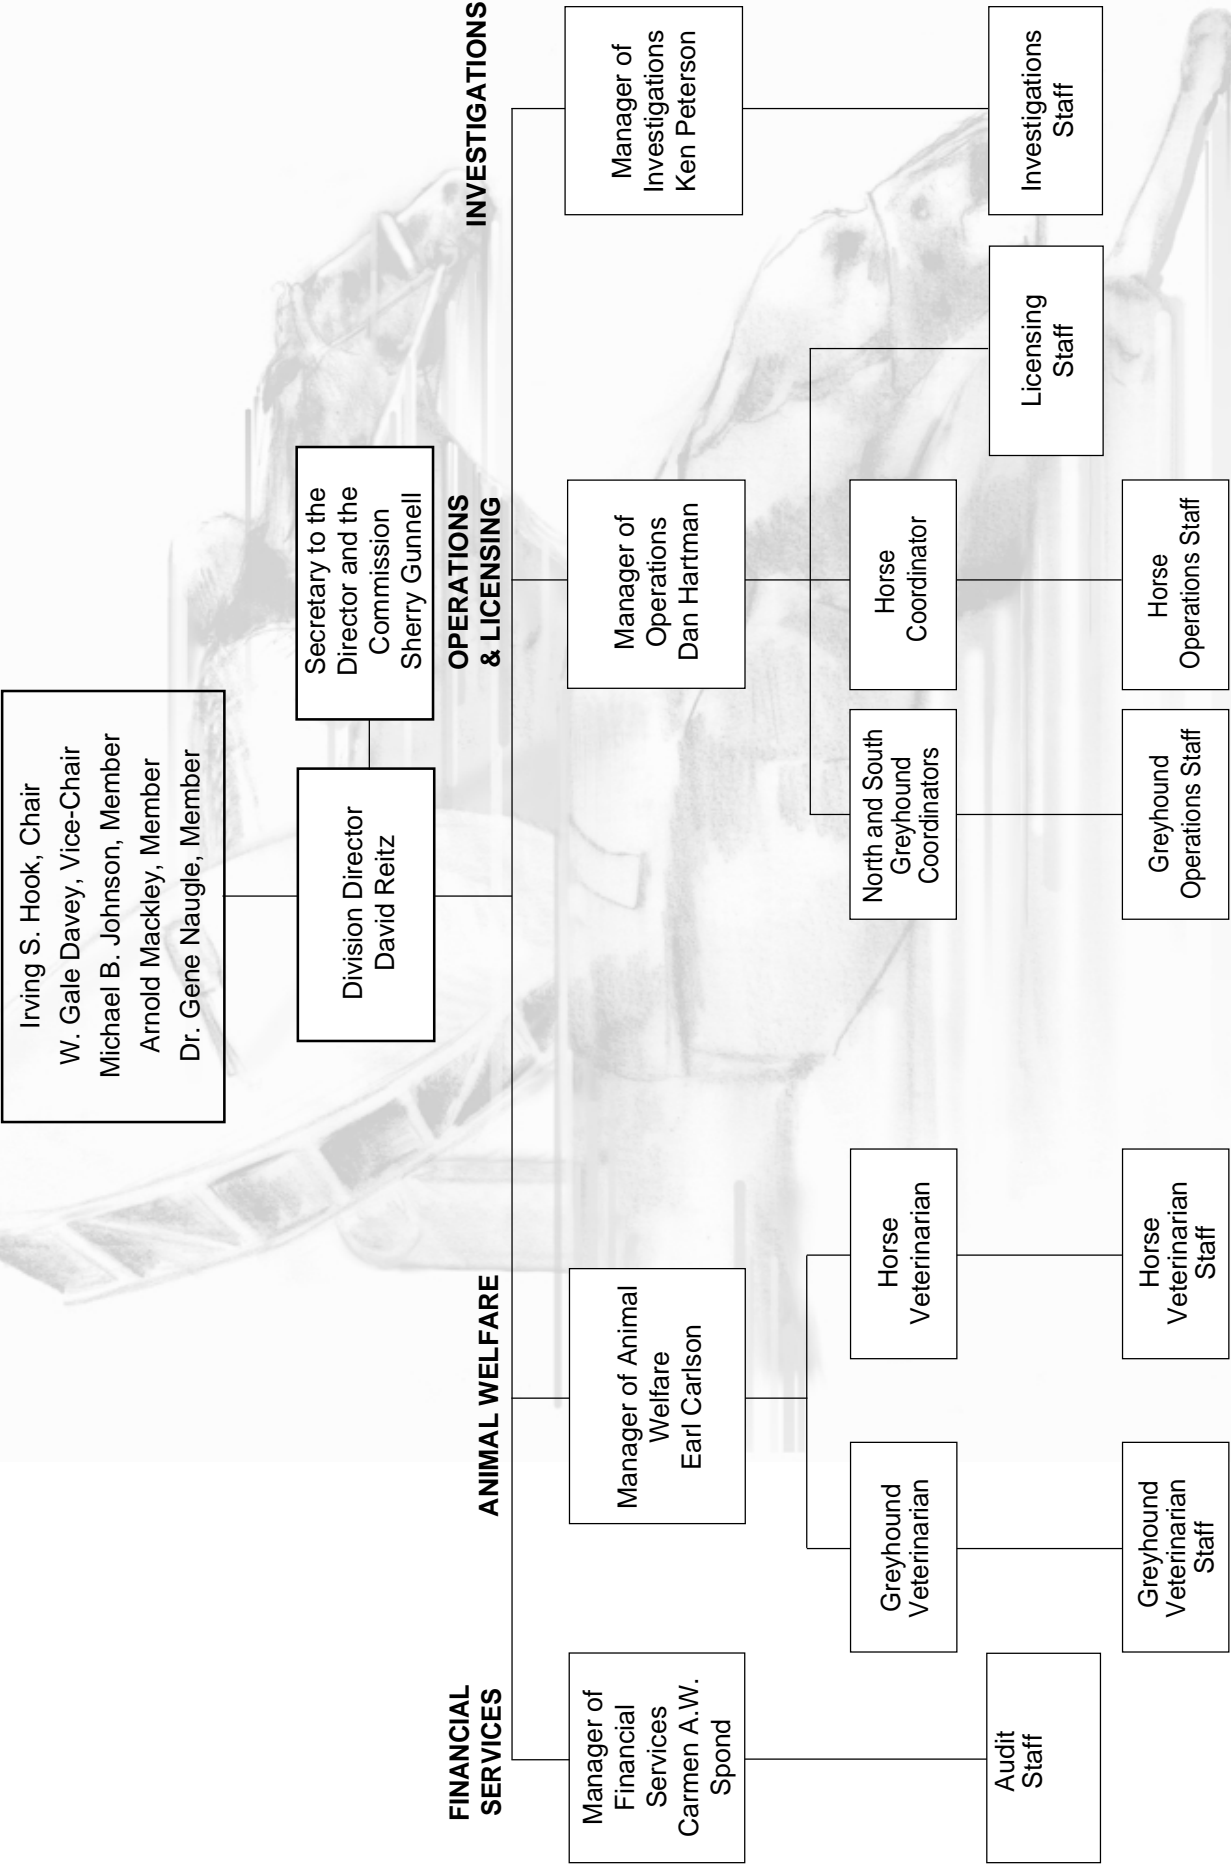 Irving S. Hook, Chair
W. Gale Davey, Vice-Chair
Michael B. Johnson, Member
Arnold Mackley, Member
Dr. Gene Naugle, Member
Division Director
David Reitz
Secretary to the
Director and the
Commission
Sherry Gunnell
FINANCIAL
SERVICES
ANIMAL WELFARE
OPERATIONS
& LICENSING
INVESTIGATIONS
Manager of
Financial
Services
Carmen A.W.
Spond
Manager of Animal
Welfare
Earl Carlson
Manager of
Operations
Dan Hartman
Manager of
Investigations
Ken Peterson
Greyhound
Veterinarian
Horse
Veterinarian
North and South
Greyhound
Coordinators
Horse
Coordinator
Audit
Staff
Licensing
Staff
Investigations
Staff
Greyhound
Veterinarian
Staff
Horse
Veterinarian
Staff
Greyhound
Operations Staff
Horse
Operations Staff